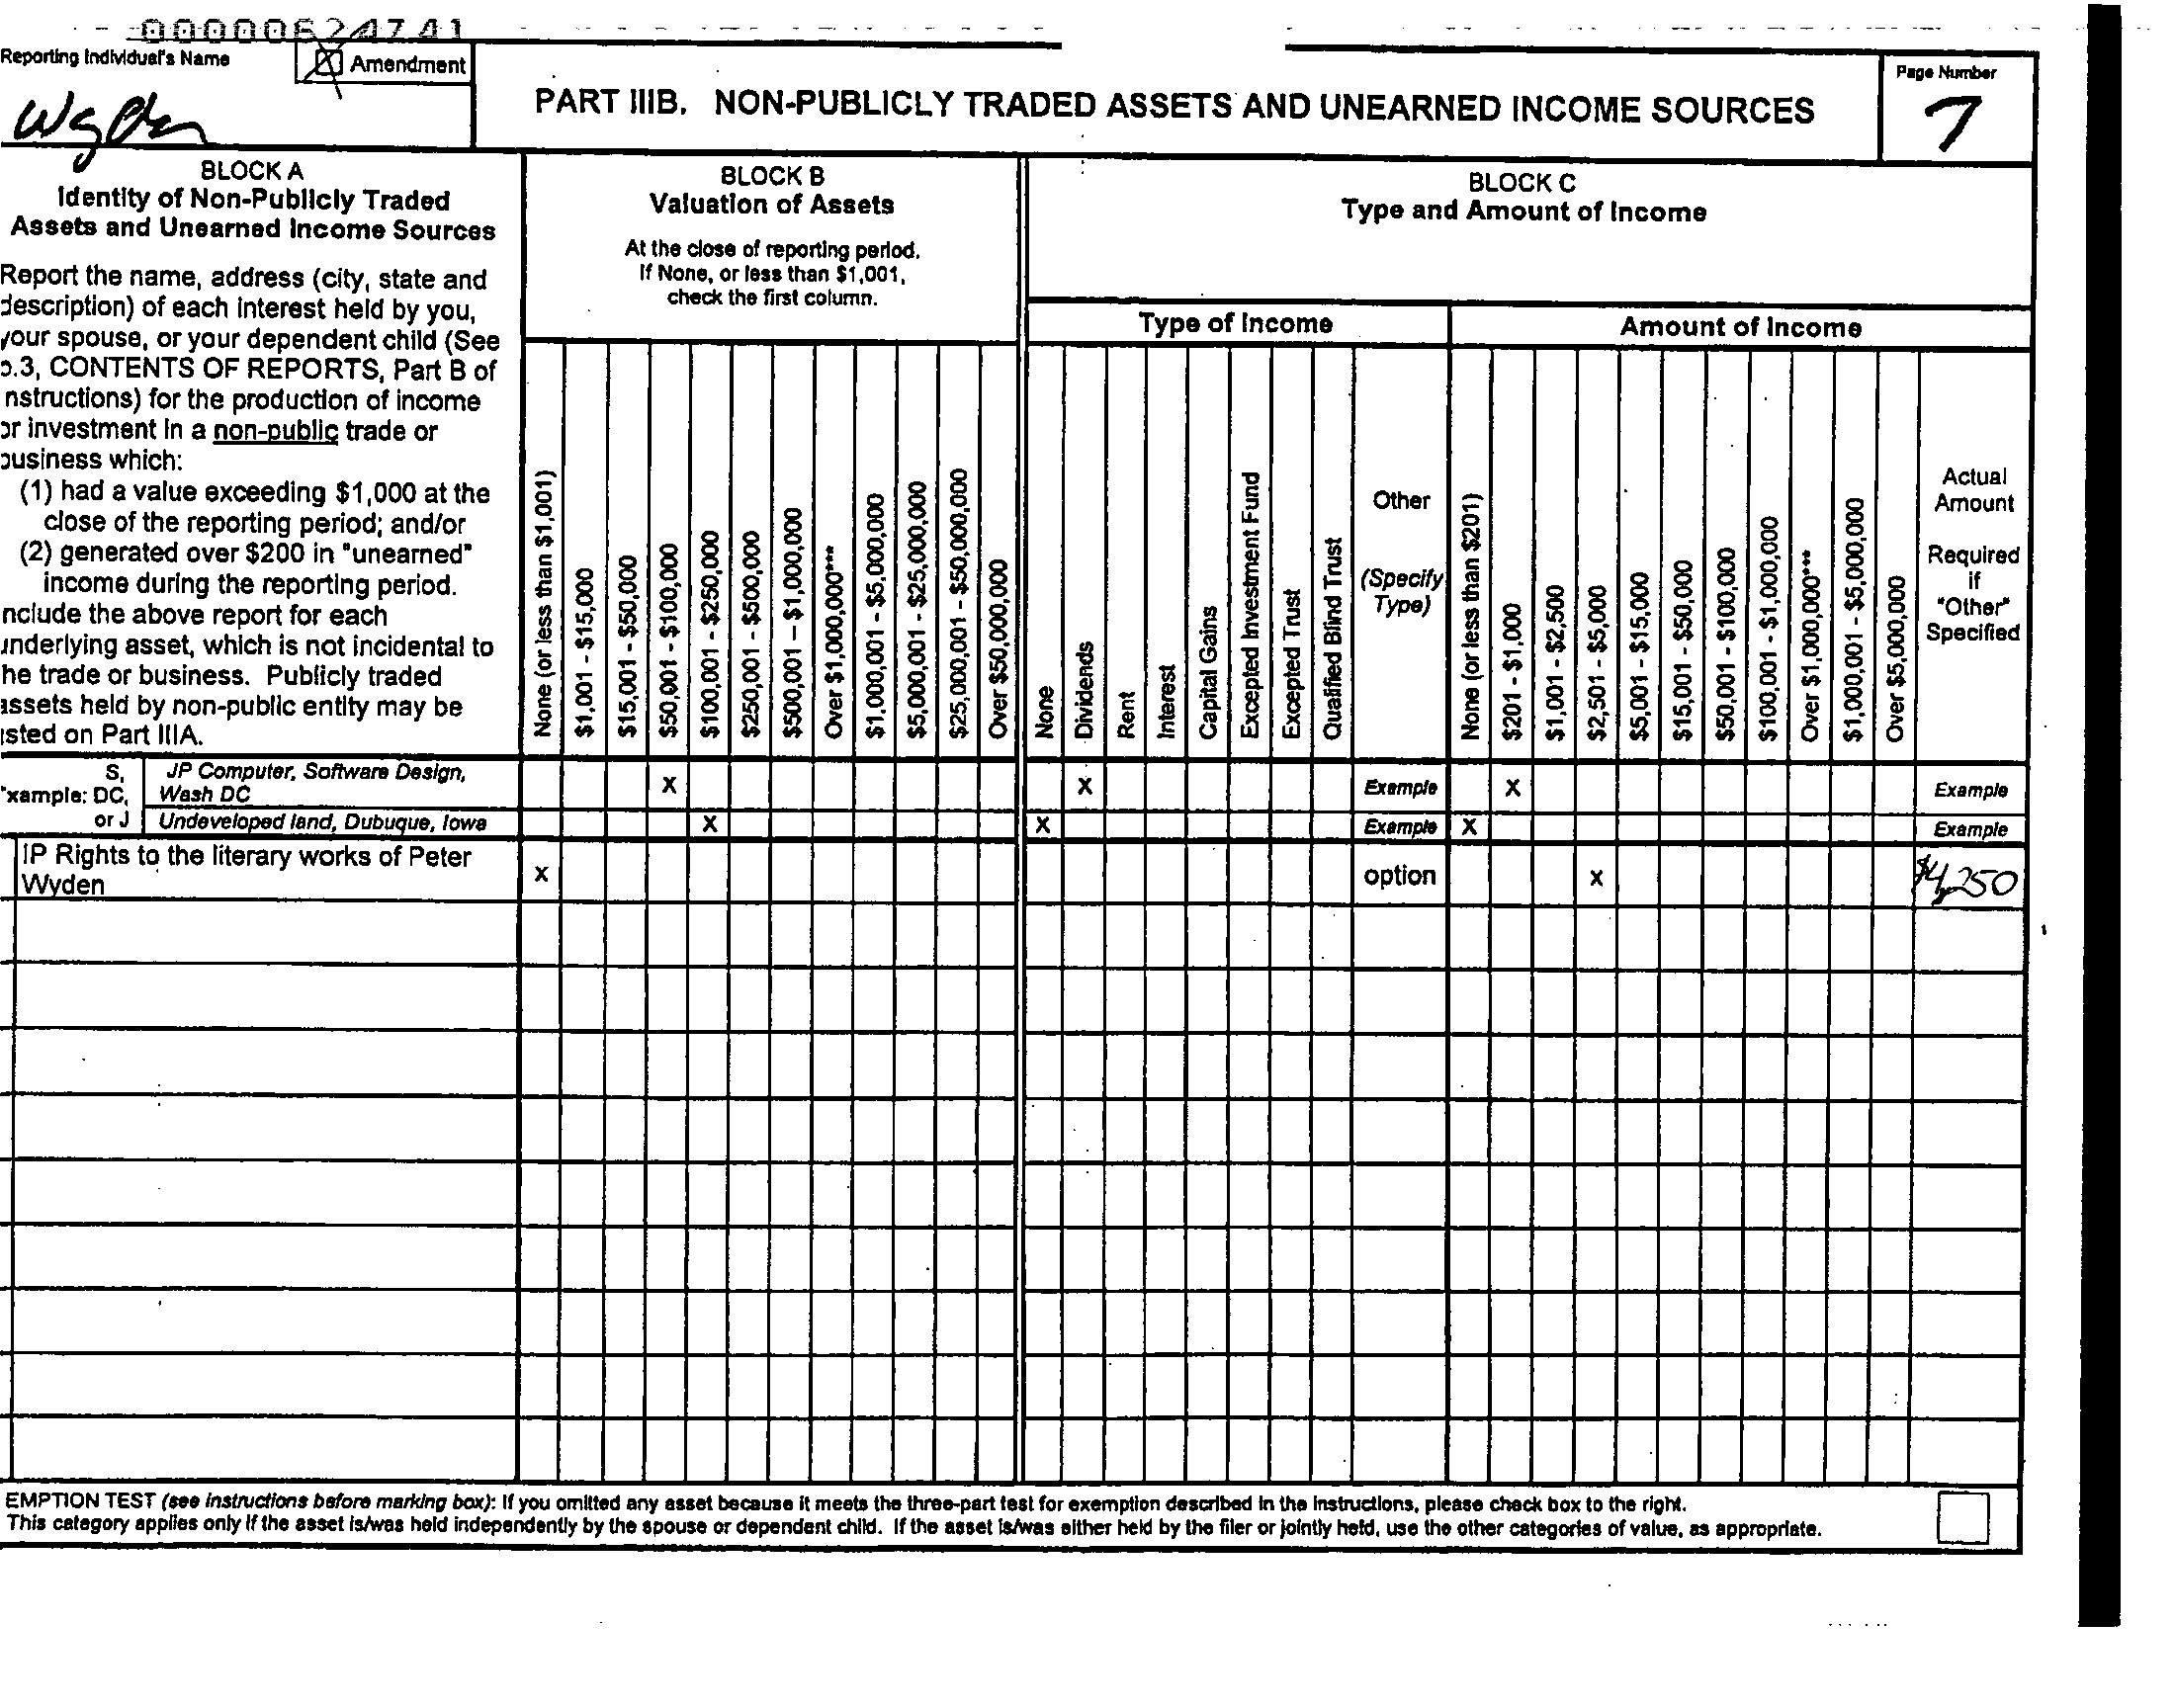 000000624741
Reporting Individual's Name
Amendment
Wyden
PART IIIB. NON-PUBLICLY TRADED ASSETS AND UNEARNED INCOME SOURCES
Page Number
7
BLOCK A
Identity of Non-Publicly Traded
Assets and Unearned Income Sources
Report the name, address (city, state and
description) of each interest held by you,
your spouse, or your dependent child (See
p.3, CONTENTS OF REPORTS, Part B of
nstructions) for the production of income
or investment in a non-public trade or
business which:
(1) had a value exceeding $1,000 at the
close of the reporting period; and/or
(2) generated over $200 in "unearned"
income during the reporting period.
nclude the above report for each
underlying asset, which is not incidental to
he trade or business. Publicly traded
assets held by non-public entity may be
isted on Part IIIA.
BLOCK B
Valuation of Assets
At the close of reporting period.
If None, or less than $1,001,
check the first column.
None (or less than $1,001)
$1,001 - $15,000
$15,001 - $50,000
$50,001 - $100,000
$100,001 - $250,000
$250,001 - $500,000
$500,001 – $1,000,000
Over $1,000,000***
$1,000,001 - $5,000,000
$5,000,001 - $25,000,000
$25,000,001 - $50,000,000
Over $50,000,000
BLOCK C
Type and Amount of Income
Type of Income
None
Dividends
Rent
Interest
Capital Gains
Excepted Investment Fund
Excepted Trust
Qualified Blind Trust
Other
(Specify
Type)
Amount of Income
None (or less than $201)
$201 - $1,000
$1,001 - $2,500
$2,501 - $5,000
$5,001 - $15,000
$15,001 - $50,000
$50,001 - $100,000
$100,001 - $1,000,000
Over $1,000,000***
$1,000,001 - $5,000,000
Over $5,000,000
Actual
Amount
Required
if
"Other"
Specified
S,
xample: DC,
or J
JP Computer, Software Design,
Wash DC
X X Example X Example
Undeveloped land, Dubuque, Iowa X X Example X Example
IP Rights to the literary works of Peter
Wyden
X option X $4,250
EMPTION TEST (see instructions before marking box): If you omitted any asset because it meets the three-part test for exemption described in the instructions, please check box to the right.
This category applies only if the asset is/was held independently by the spouse or dependent child. If the asset is/was either held by the filer or jointly held, use the other categories of value, as appropriate.